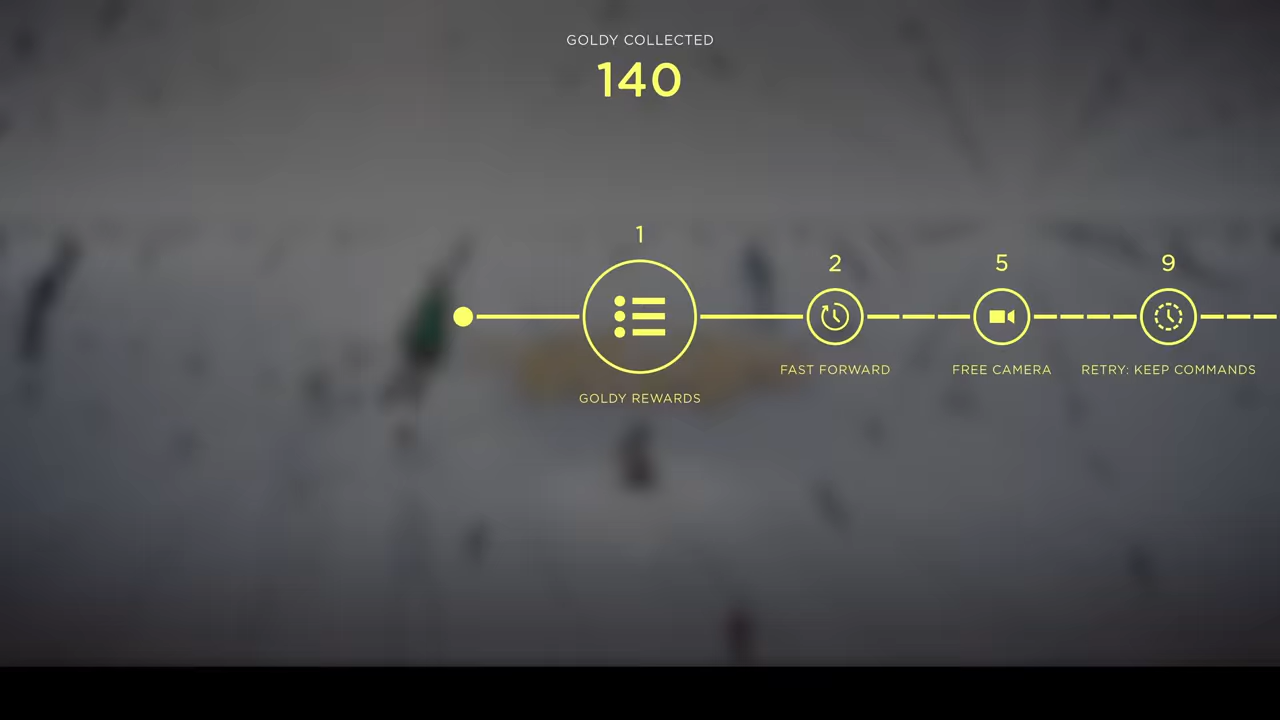 GOLDY COLLECTED
140
1
2
5
9
FAST FORWARD
FREE CAMERA
RETRY: KEEP COMMANDS
GOLDY REWARDS